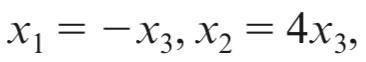 x₁ = −x₃, x₂ = 4x₃,